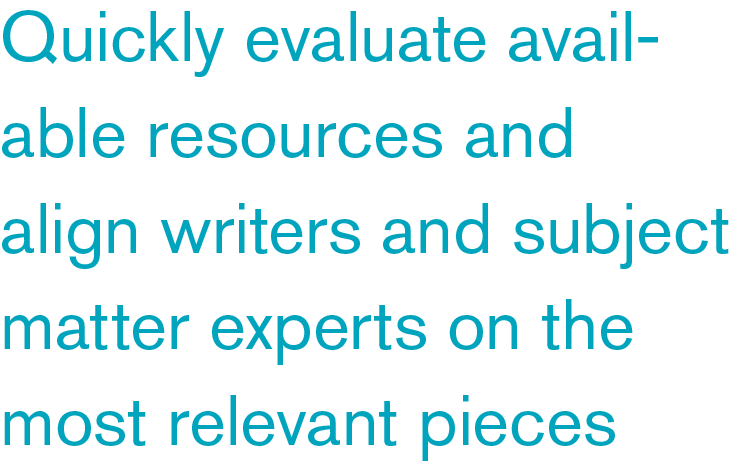 Quickly evaluate avail-
able resources and
align writers and subject
matter experts on the
most relevant pieces